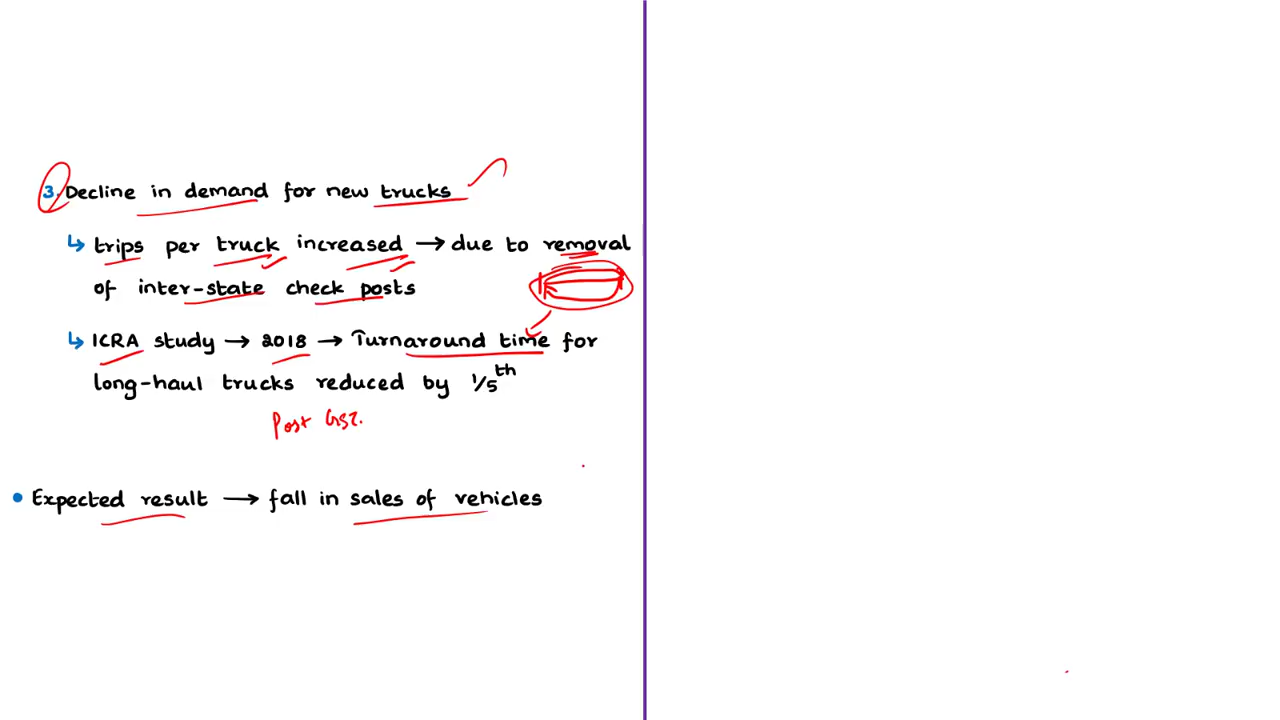 3. Decline in demand for new trucks
↳ trips per truck increased → due to removal
of inter-state check posts
↳ ICRA study → 2018 → Turnaround time for
long-haul trucks reduced by 1/5th
Post GST.
• Expected result → fall in sales of vehicles